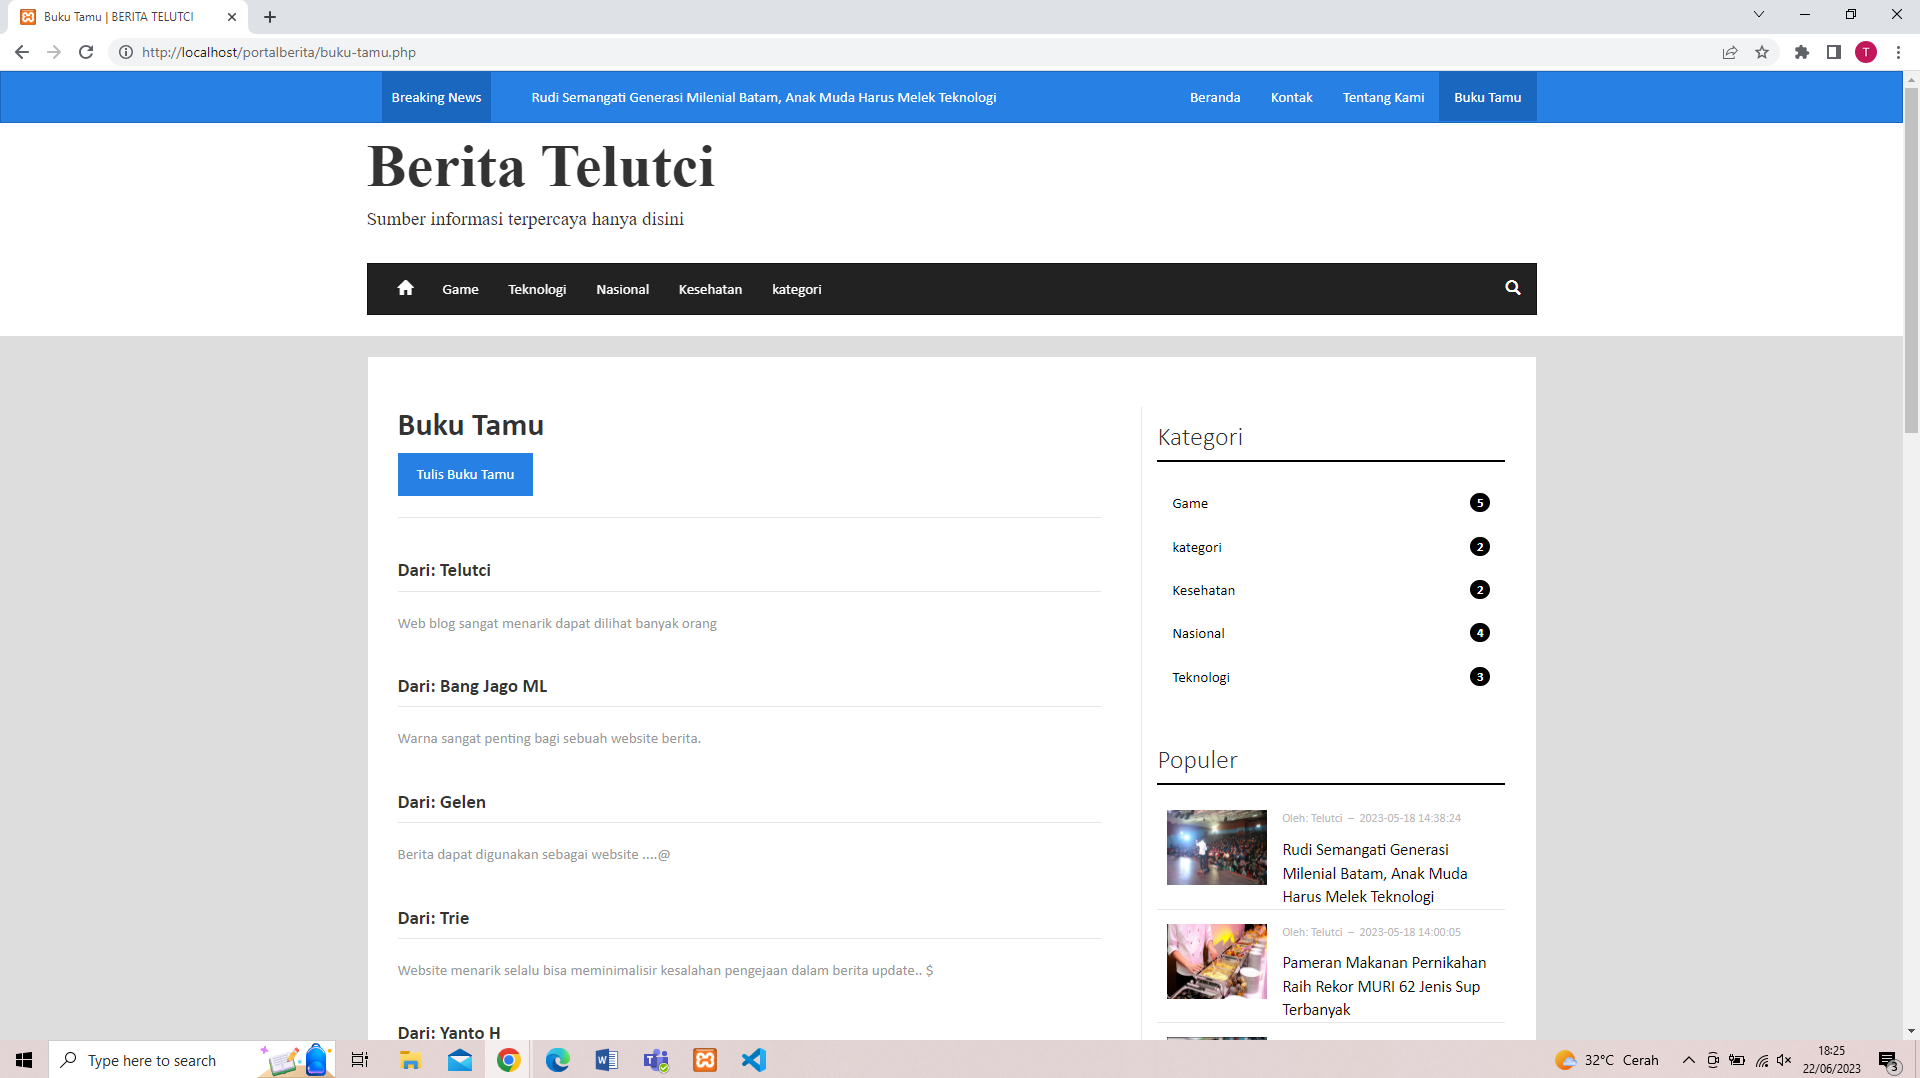 Buku Tamu | BERITA TELUTCI
http://localhost/portalberita/buku-tamu.php
T
Breaking News
Rudi Semangati Generasi Milenial Batam, Anak Muda Harus Melek Teknologi
Beranda
Kontak
Tentang Kami
Buku Tamu
Berita Telutci
Sumber informasi terpercaya hanya disini
Game
Teknologi
Nasional
Kesehatan
kategori
Buku Tamu
Tulis Buku Tamu
Dari: Telutci
Web blog sangat menarik dapat dilihat banyak orang
Dari: Bang Jago ML
Warna sangat penting bagi sebuah website berita.
Dari: Gelen
Berita dapat digunakan sebagai website ....@
Dari: Trie
Website menarik selalu bisa meminimalisir kesalahan pengejaan dalam berita update.. $
Dari: Yanto H
Kategori
Game 5
kategori 2
Kesehatan 2
Nasional 4
Teknologi 3
Populer
Oleh: Telutci – 2023-05-18 14:38:24
Rudi Semangati Generasi
Milenial Batam, Anak Muda
Harus Melek Teknologi
Oleh: Telutci – 2023-05-18 14:00:05
Pameran Makanan Pernikahan
Raih Rekor MURI 62 Jenis Sup
Terbanyak
Type here to search
32°C Cerah
18:25
22/06/2023
3